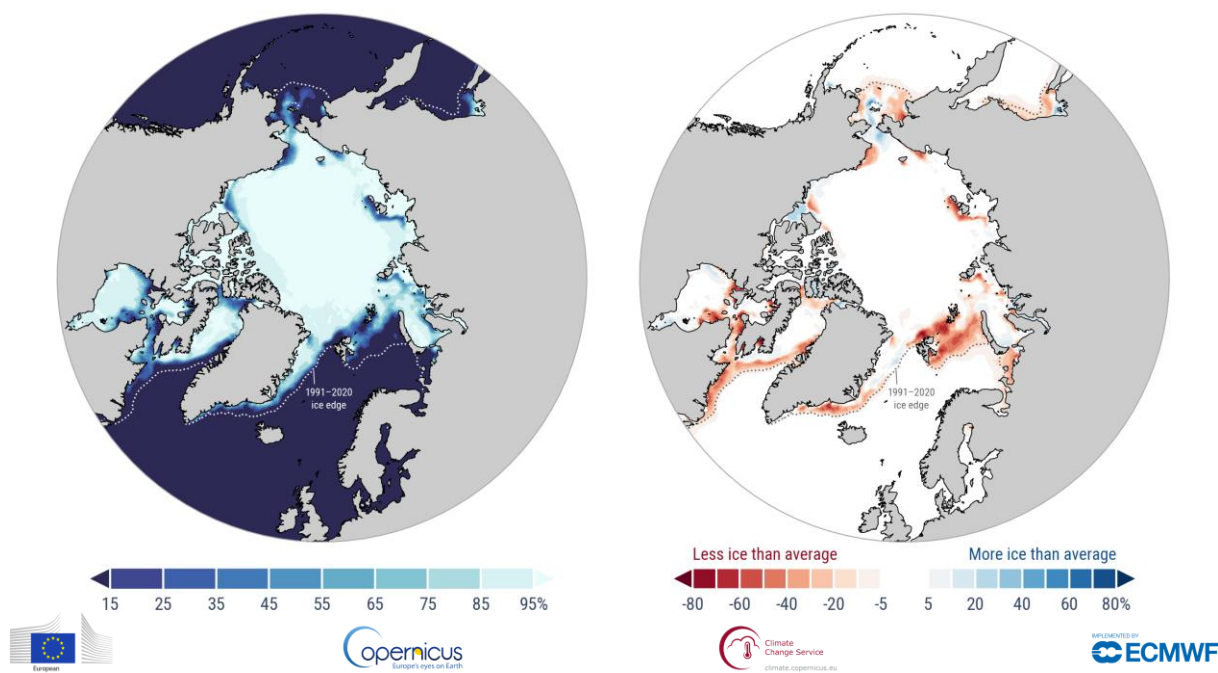 1991–2020
ice edge
1991–2020
ice edge
Less ice than average
More ice than average
15 25 35 45 55 65 75 85 95%
-80 -60 -40 -20 -5
5 20 40 60 80%
European
opernicus
Europe's eyes on Earth
Climate
Change Service
climate.copernicus.eu
IMPLEMENTED BY
ECMWF